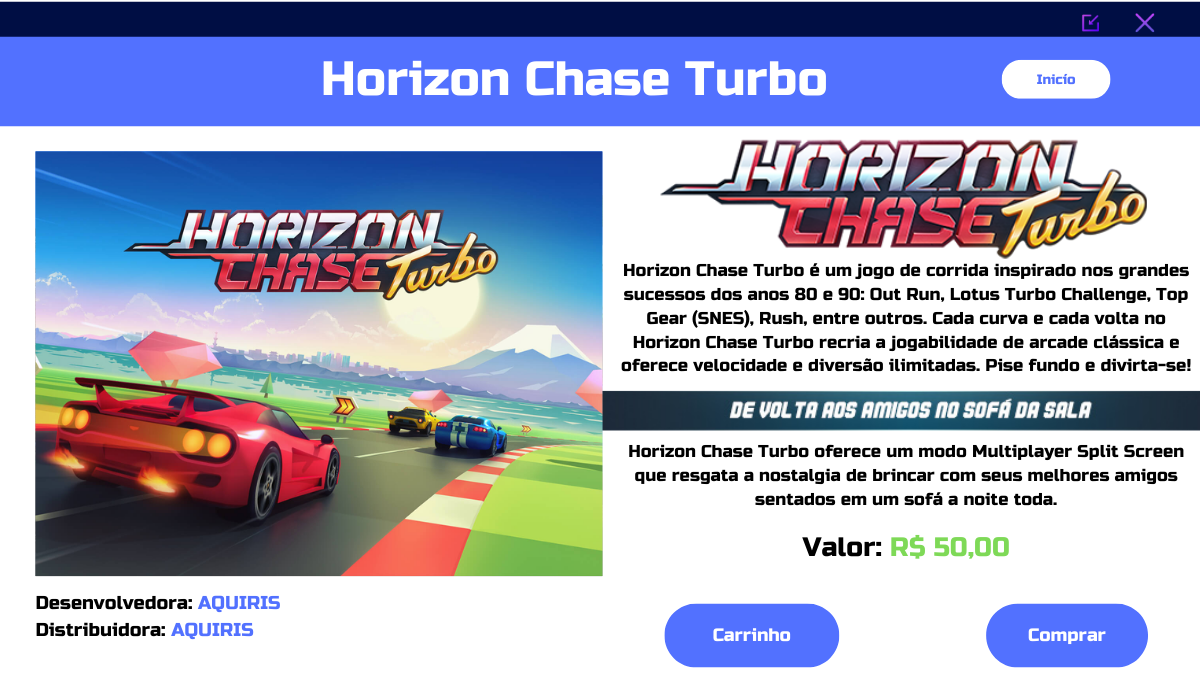 Horizon Chase Turbo
Inicío
HORIZON
CHASE Turbo
HORIZON
CHASE Turbo
Horizon Chase Turbo é um jogo de corrida inspirado nos grandes
sucessos dos anos 80 e 90: Out Run, Lotus Turbo Challenge, Top
Gear (SNES), Rush, entre outros. Cada curva e cada volta no
Horizon Chase Turbo recria a jogabilidade de arcade clássica e
oferece velocidade e diversão ilimitadas. Pise fundo e divirta-se!
DE VOLTA AOS AMIGOS NO SOFÁ DA SALA
Horizon Chase Turbo oferece um modo Multiplayer Split Screen
que resgata a nostalgia de brincar com seus melhores amigos
sentados em um sofá a noite toda.
Valor: R$ 50,00
Desenvolvedora: AQUIRIS
Distribuidora: AQUIRIS
Carrinho
Comprar